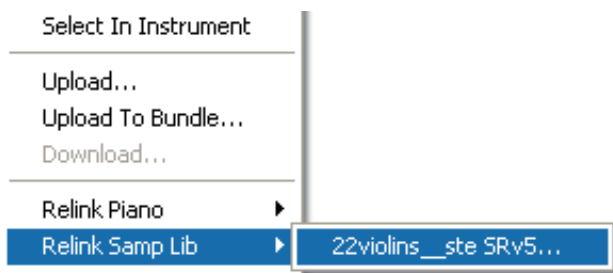 Select In Instrument
Upload...
Upload To Bundle...
Download...
Relink Piano
Relink Samp Lib
22violins__ste SRv5...